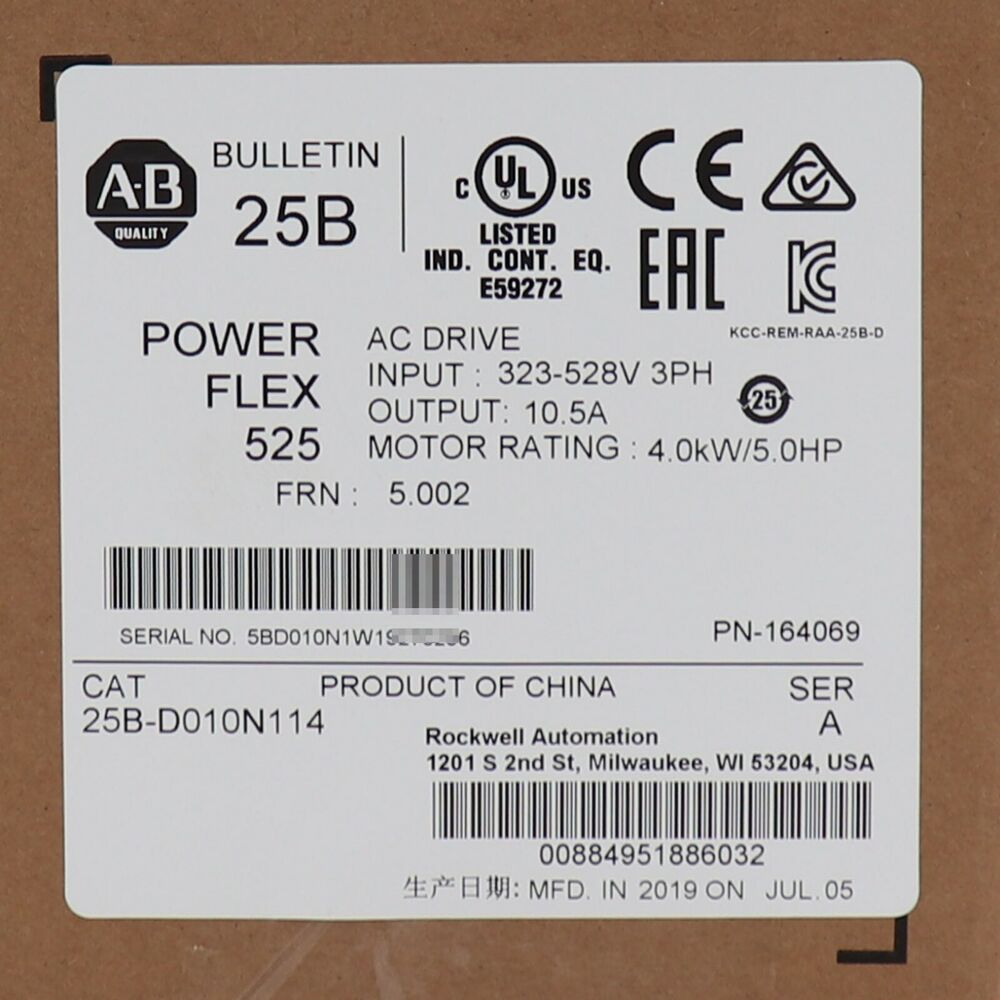 A-B
QUALITY
BULLETIN
25B
C UL US
LISTED
IND. CONT. EQ.
E59272
CE
EAC
KC
KCC-REM-RAA-25B-D
POWER
FLEX
525
AC DRIVE
INPUT : 323-528V 3PH
OUTPUT: 10.5A
MOTOR RATING : 4.0kW/5.0HP
25
FRN : 5.002
SERIAL NO.
PN-164069
CAT
25B-D010N114
PRODUCT OF CHINA
SER
A
Rockwell Automation
1201 S 2nd St, Milwaukee, WI 53204, USA
00884951886032
生产日期: MFD. IN 2019 ON JUL. 05